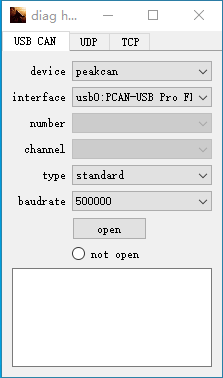 diag h...
USB CAN UDP TCP
device peakcan
interface usb0:PCAN-USB Pro
number
channel
type standard
baudrate 500000
open
not open